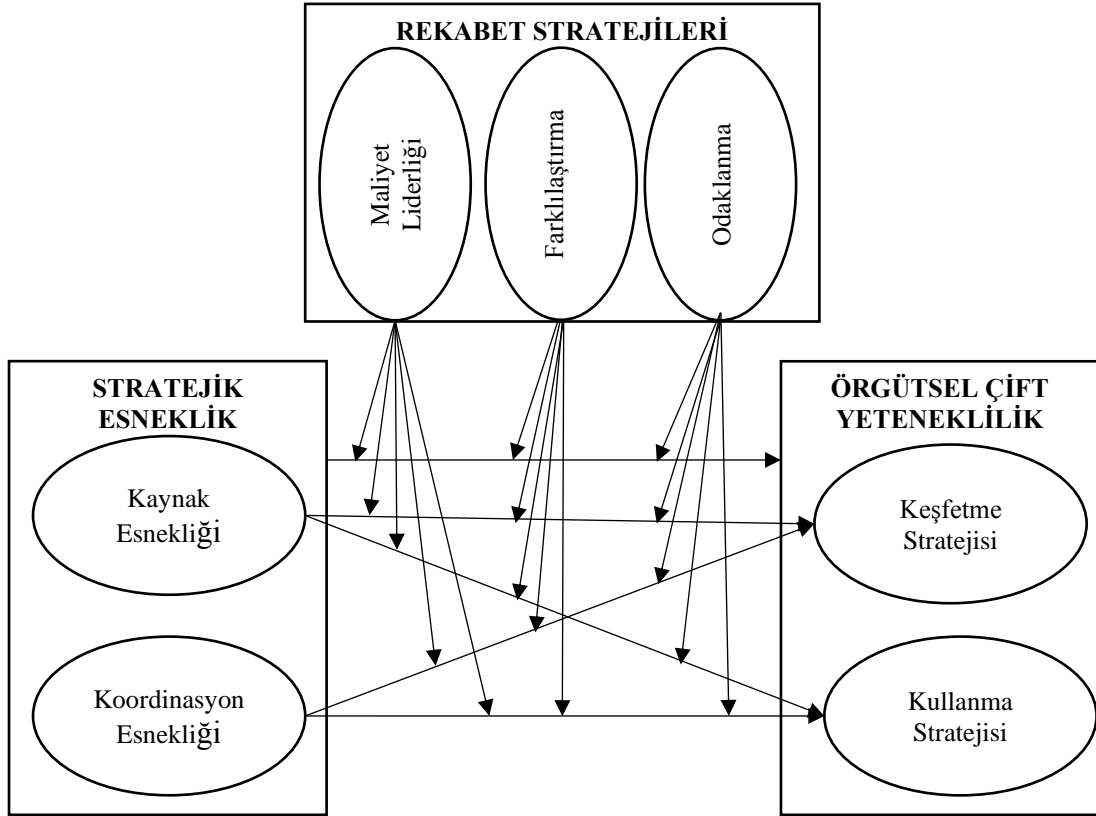 REKABET STRATEJİLERİ
Maliyet
Liderliği
Farklılaştırma
Odaklanma
STRATEJİK
ESNEKLİK
Kaynak
Esnekliği
Koordinasyon
Esnekliği
ÖRGÜTSEL ÇİFT
YETENEKLİLİK
Keşfetme
Stratejisi
Kullanma
Stratejisi